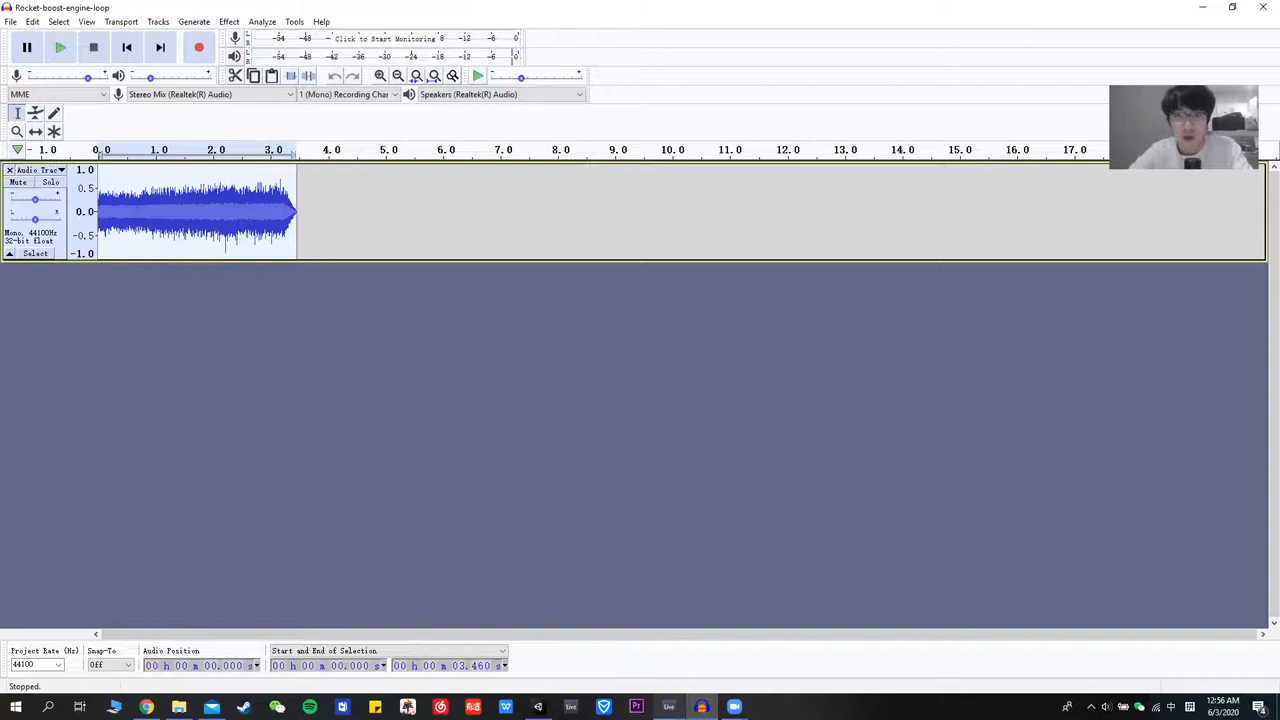 Rocket-boost-engine-loop
File Edit Select View Transport Tracks Generate Effect Analyze Tools Help
L R -54 -48 - Click to Start Monitoring 8 -12 -6 0
L R -54 -48 -42 -36 -30 -24 -18 -12 -6 0
MME Stereo Mix (Realtek(R) Audio) 1 (Mono) Recording Char Speakers (Realtek(R) Audio)
- 1.0 0.0 1.0 2.0 3.0 4.0 5.0 6.0 7.0 8.0 9.0 10.0 11.0 12.0 13.0 14.0 15.0 16.0 17.0
Audio Trac 1.0
Mute Solo 0.5
- +
L R 0.0
Mono, 44100Hz -0.5
32-bit float
Select -1.0
Project Rate (Hz) Snap-To Audio Position Start and End of Selection
44100 Off 00 h 00 m 00.000 s 00 h 00 m 00.000 s 00 h 00 m 03.460 s
Stopped.
Live Pr Live 中 拼 12:56 AM
6/3/2020